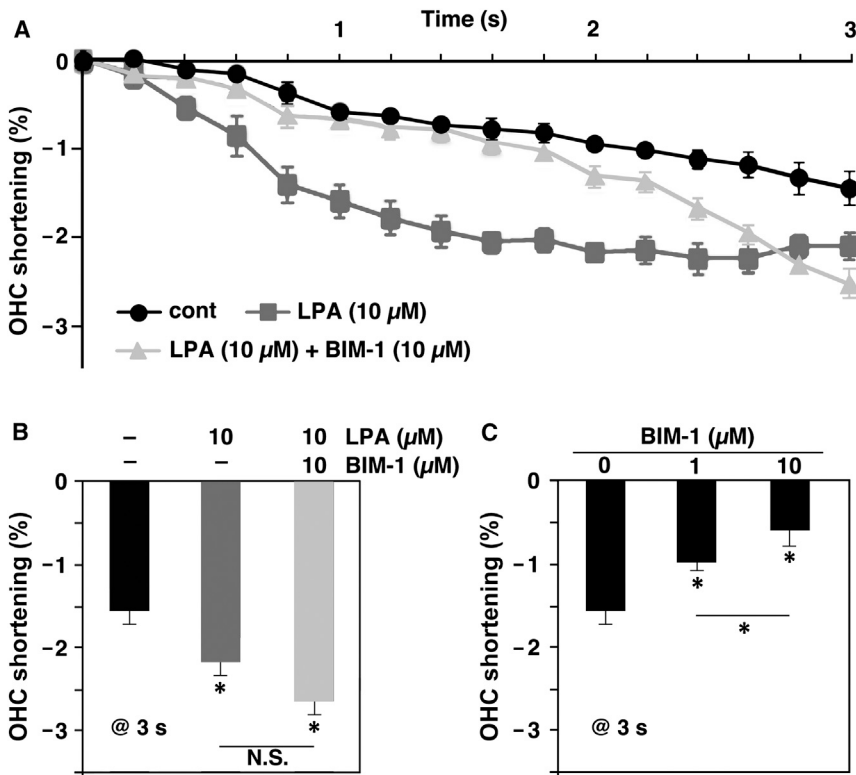 A
Time (s)
1 2 3
0
−1
−2
−3
OHC shortening (%)
cont LPA (10 µM)
LPA (10 µM) + BIM-1 (10 µM)
B
− 10 10 LPA (µM)
− − 10 BIM-1 (µM)
0
−1
−2
−3
OHC shortening (%)
* *
@ 3 s
N.S.
C
BIM-1 (µM)
0 1 10
0
−1
−2
−3
OHC shortening (%)
* *
*
@ 3 s